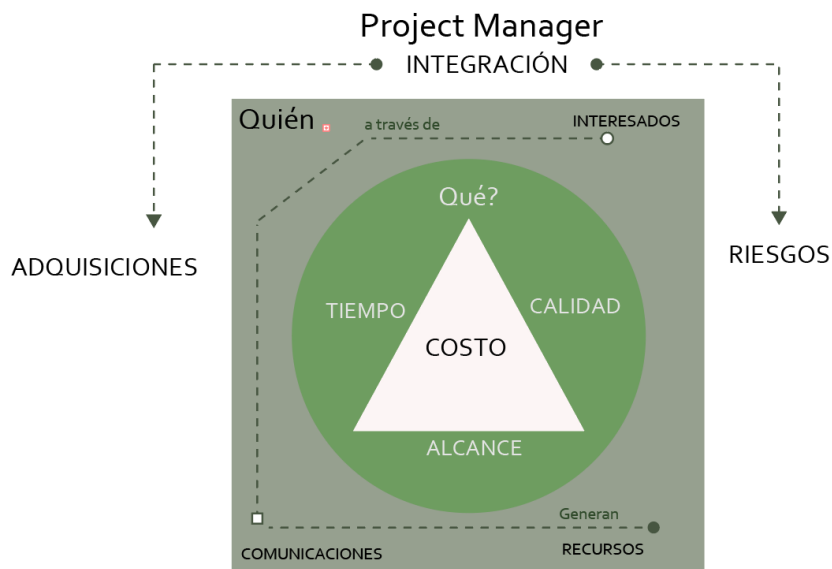 Project Manager
INTEGRACIÓN
Quién
a través de
INTERESADOS
Qué?
ADQUISICIONES
RIESGOS
TIEMPO
CALIDAD
COSTO
ALCANCE
Generan
COMUNICACIONES
RECURSOS